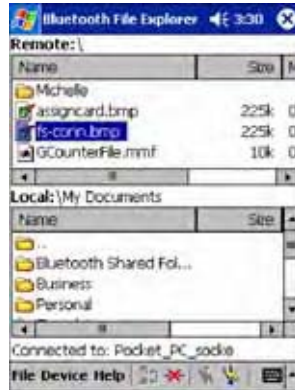 Bluetooth File Explorer 3:30
Remote: \
Name Size
Michelle
assigncard.bmp 225k
fs-conn.bmp 225k
GCounterFile.mmf 10k
Local: \My Documents
Name Size
..
Bluetooth Shared Fol...
Business
Personal
Connected to: Pocket_PC_socke
File Device Help